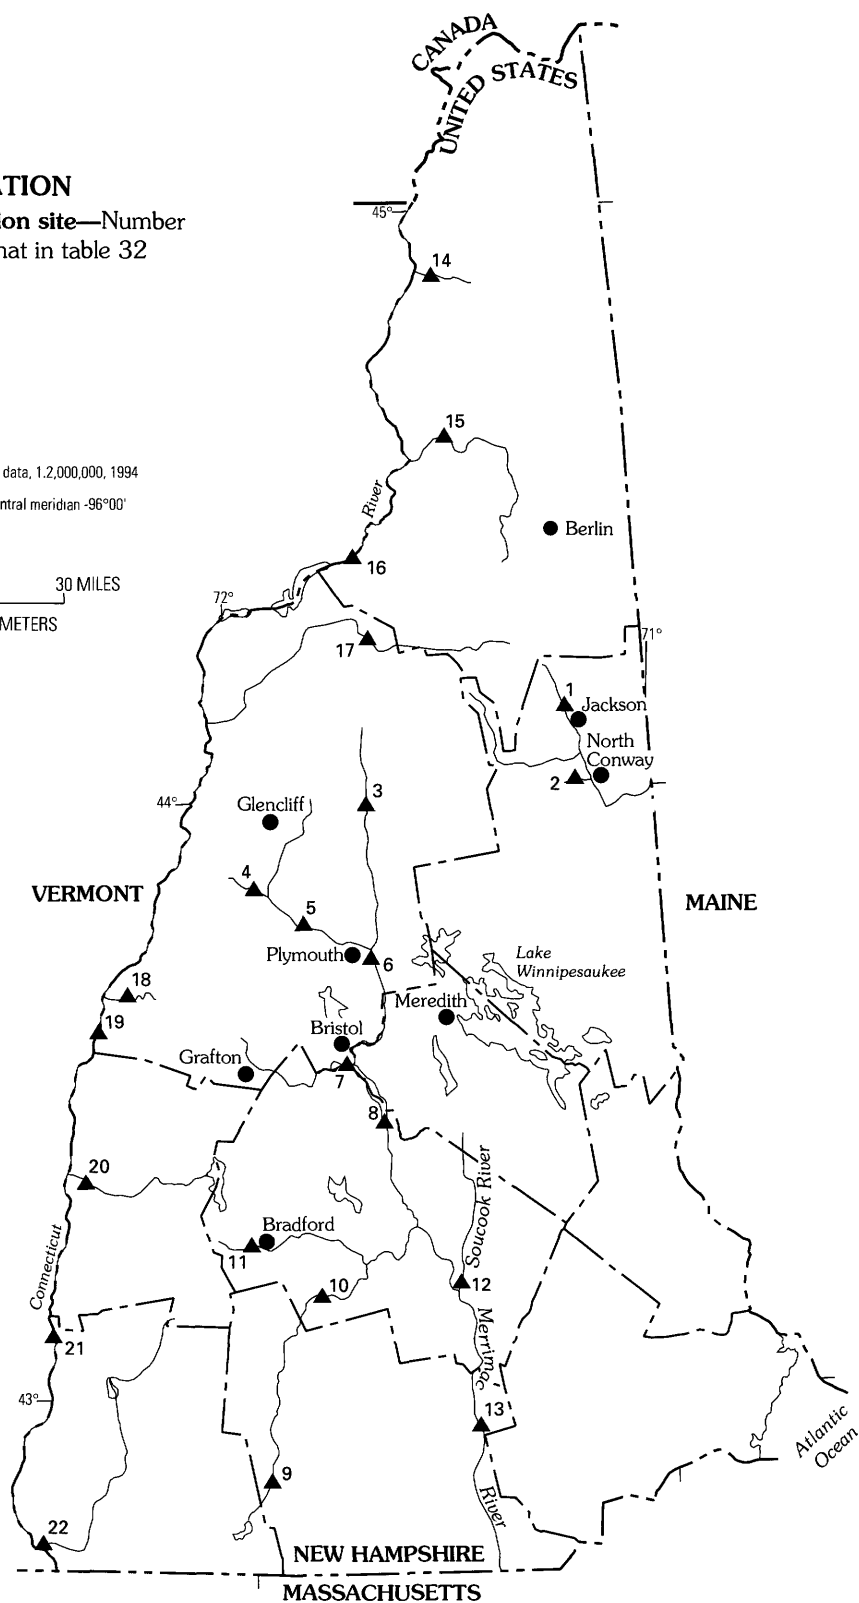 CANADA
UNITED STATES
ATION
ion site—Number
hat in table 32
45°
14
15
data, 1.2,000,000, 1994
ntral meridian -96°00'
River
Berlin
16
30 MILES
METERS
72°
17
71°
1
Jackson
North
Conway
2
3
44°
Glencliff
4
VERMONT
MAINE
5
Plymouth
6
Lake
Winnipesaukee
18
Meredith
19
Bristol
Grafton
7
8
20
Soucook River
Bradford
11
Connecticut
10
12
Merrimac
21
43°
13
Atlantic
Ocean
9
River
22
NEW HAMPSHIRE
MASSACHUSETTS